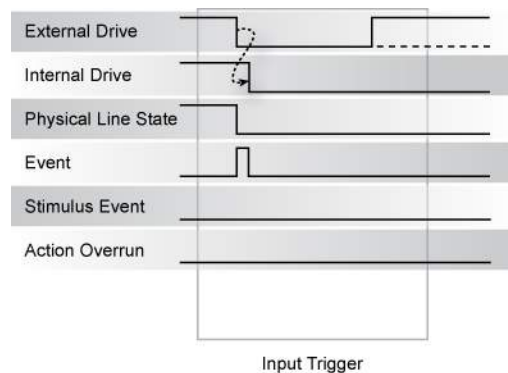 External Drive
Internal Drive
Physical Line State
Event
Stimulus Event
Action Overrun
Input Trigger